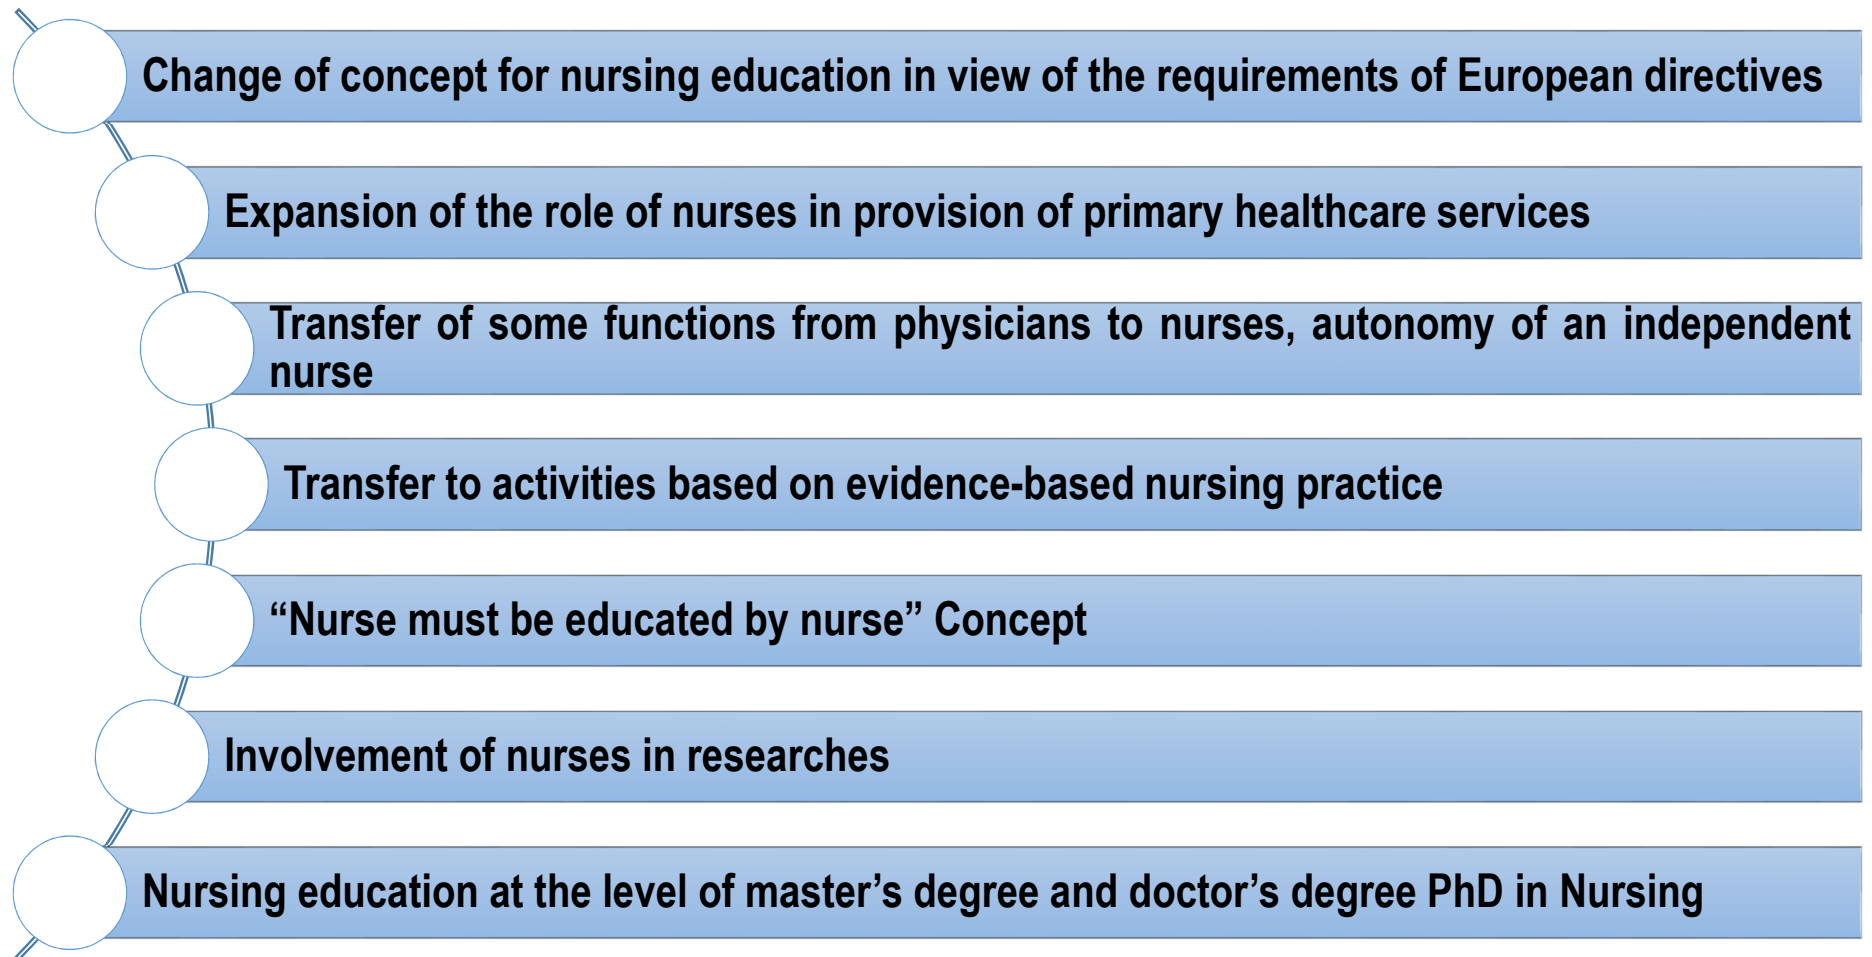 Change of concept for nursing education in view of the requirements of European directives
Expansion of the role of nurses in provision of primary healthcare services
Transfer of some functions from physicians to nurses, autonomy of an independent
nurse
Transfer to activities based on evidence-based nursing practice
“Nurse must be educated by nurse” Concept
Involvement of nurses in researches
Nursing education at the level of master’s degree and doctor’s degree PhD in Nursing